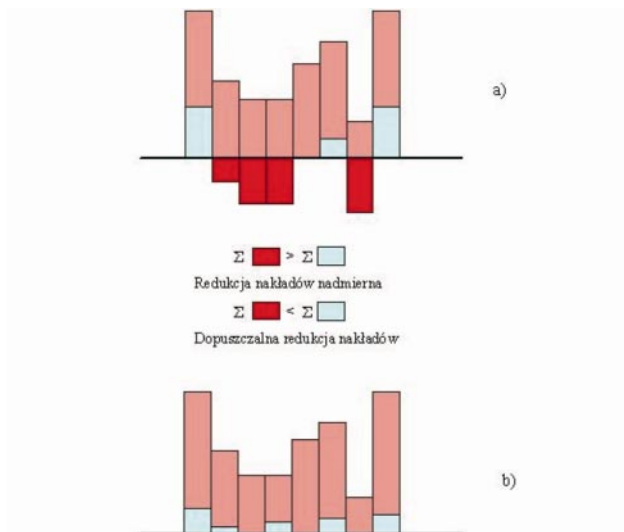 a)
Σ > Σ
Redukcja nakładów nadmierna
Σ < Σ
Dopuszczalna redukcja nakładów
b)